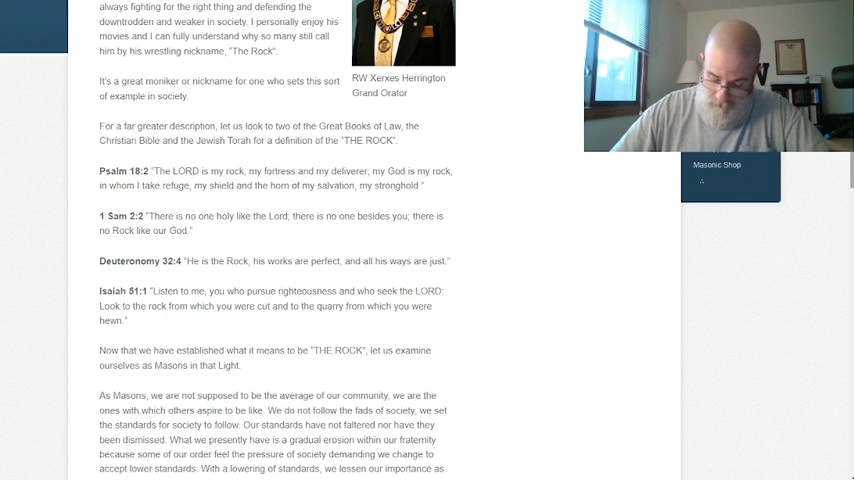 always fighting for the right thing and defending the
downtrodden and weaker in society. I personally enjoy his
movies and I can fully understand why so many still call
him by his wrestling nickname, "The Rock".
It's a great moniker or nickname for one who sets this sort
of example in society.
RW Xerxes Herrington
Grand Orator
For a far greater description, let us look to two of the Great Books of Law, the
Christian Bible and the Jewish Torah for a definition of the "THE ROCK".
Psalm 18:2 "The LORD is my rock, my fortress and my deliverer; my God is my rock,
in whom I take refuge, my shield and the horn of my salvation, my stronghold."
1 Sam 2:2 "There is no one holy like the Lord; there is no one besides you; there is
no Rock like our God."
Deuteronomy 32:4 "He is the Rock, his works are perfect, and all his ways are just."
Isaiah 51:1 "Listen to me, you who pursue righteousness and who seek the LORD:
Look to the rock from which you were cut and to the quarry from which you were
hewn."
Now that we have established what it means to be "THE ROCK", let us examine
ourselves as Masons in that Light.
As Masons, we are not supposed to be the average of our community, we are the
ones with which others aspire to be like. We do not follow the fads of society, we set
the standards for society to follow. Our standards have not faltered nor have they
been dismissed. What we presently have is a gradual erosion within our fraternity
because some of our order feel the pressure of society demanding we change to
accept lower standards. With a lowering of standards, we lessen our importance as
Masonic Shop